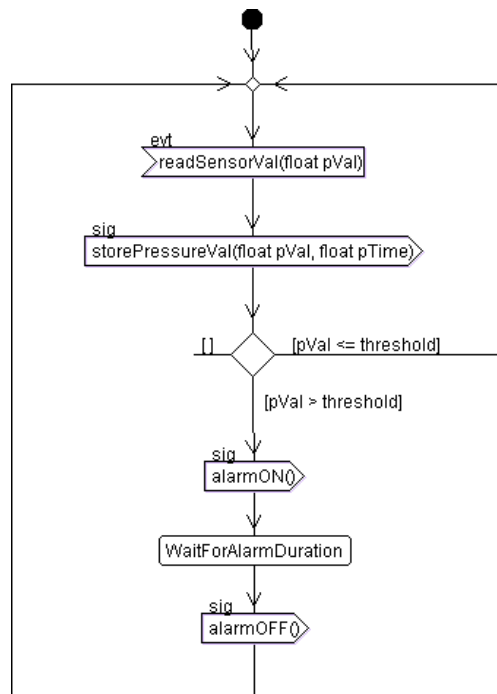 evt
readSensorVal(float pVal)
sig
storePressureVal(float pVal, float pTime)
[ ]
[pVal <= threshold]
[pVal > threshold]
sig
alarmON()
WaitForAlarmDuration
sig
alarmOFF()